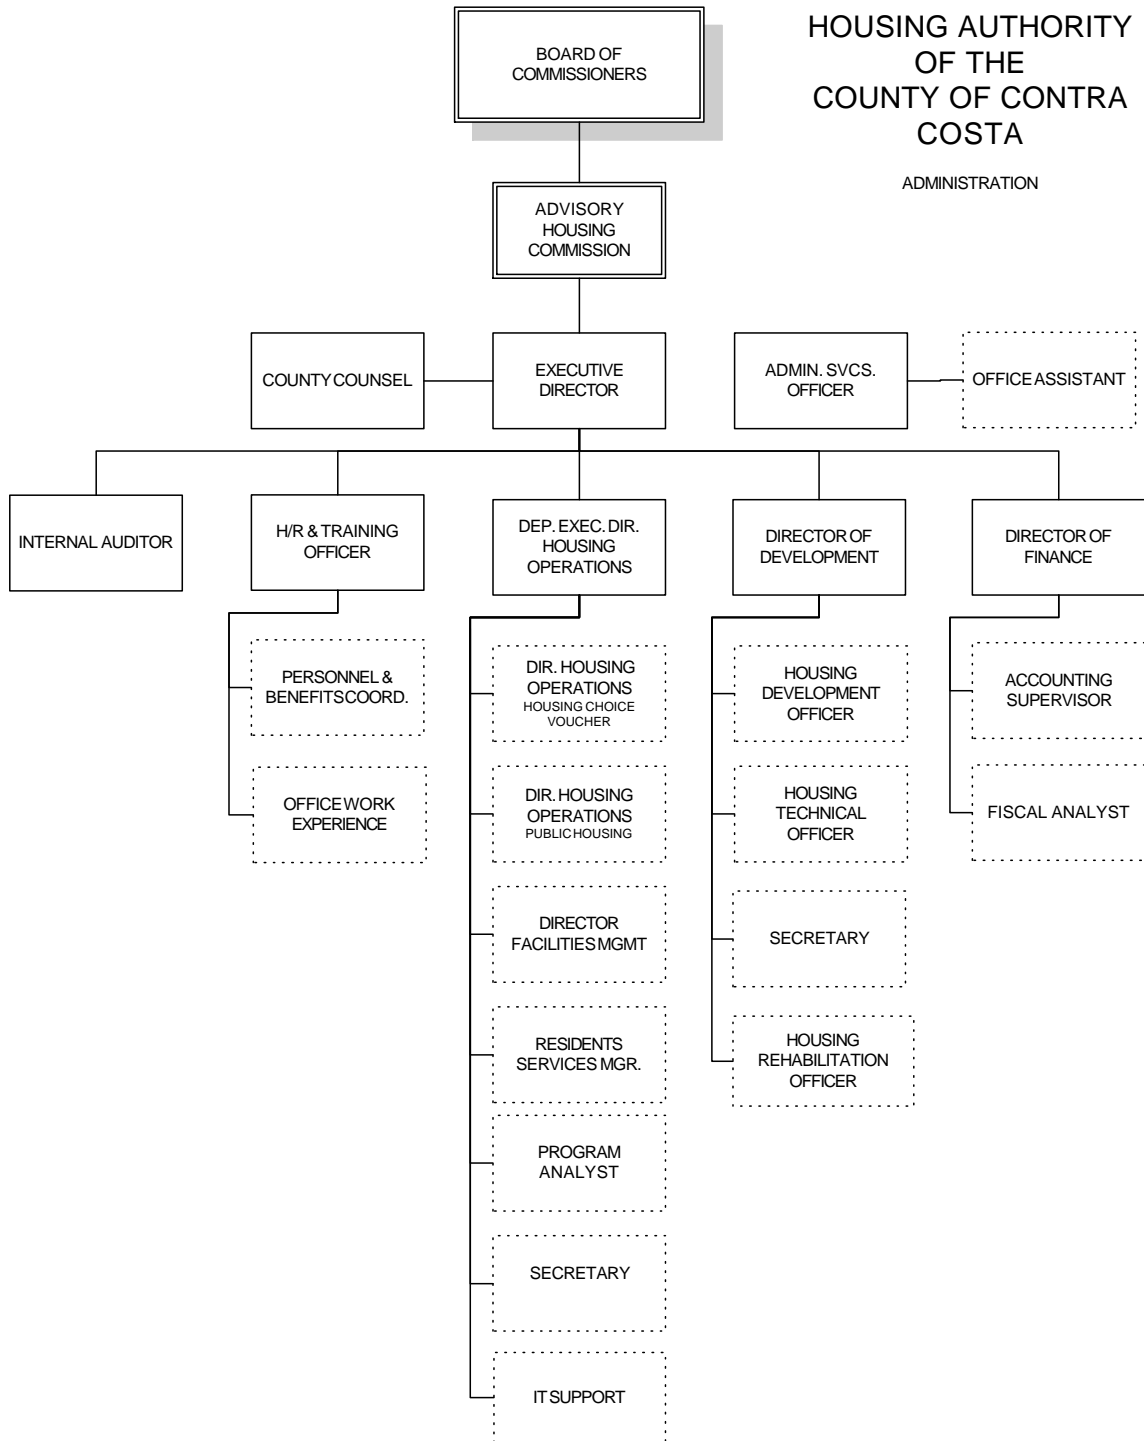 HOUSING AUTHORITY
OF THE
COUNTY OF CONTRA
COSTA
ADMINISTRATION
BOARD OF
COMMISSIONERS
ADVISORY
HOUSING
COMMISSION
COUNTY COUNSEL
EXECUTIVE
DIRECTOR
ADMIN. SVCS.
OFFICER
OFFICE ASSISTANT
INTERNAL AUDITOR
H/R & TRAINING
OFFICER
DEP. EXEC. DIR.
HOUSING
OPERATIONS
DIRECTOR OF
DEVELOPMENT
DIRECTOR OF
FINANCE
PERSONNEL &
BENEFITS COORD.
OFFICE WORK
EXPERIENCE
DIR. HOUSING
OPERATIONS
HOUSING CHOICE
VOUCHER
DIR. HOUSING
OPERATIONS
PUBLIC HOUSING
DIRECTOR
FACILITIES MGMT
RESIDENTS
SERVICES MGR.
PROGRAM
ANALYST
SECRETARY
IT SUPPORT
HOUSING
DEVELOPMENT
OFFICER
HOUSING
TECHNICAL
OFFICER
SECRETARY
HOUSING
REHABILITATION
OFFICER
ACCOUNTING
SUPERVISOR
FISCAL ANALYST